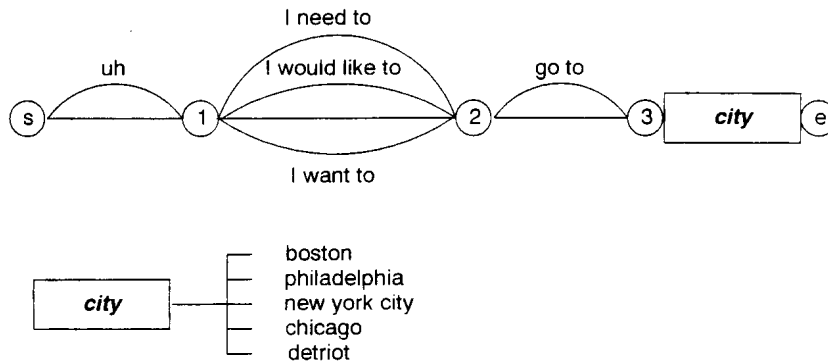 I need to
uh I would like to go to
s 1 2 3 city e
I want to
boston
philadelphia
city new york city
chicago
detriot